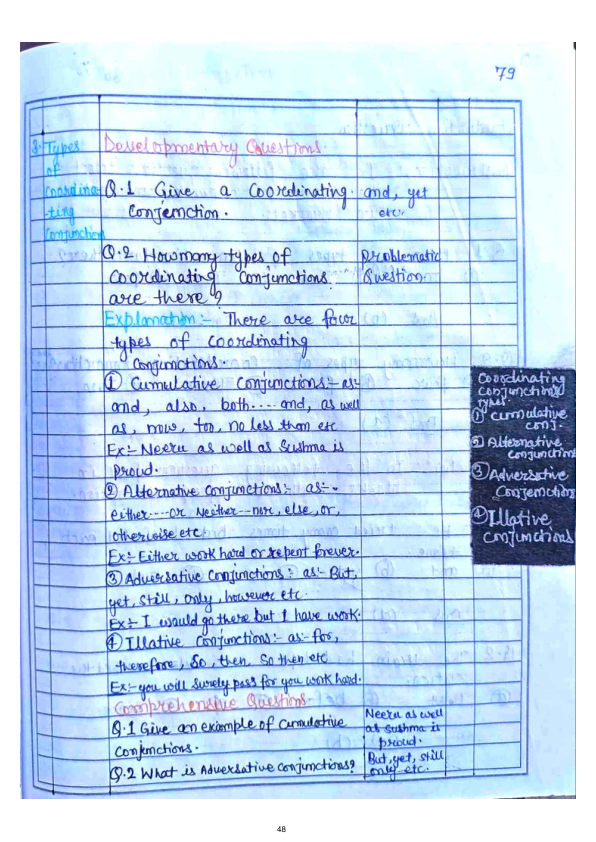 79
3. Types
of
Coordina
-ting
Conjunction
Devselopmentary Questions.
Q.1 Give a Coordinating
Conjemction.
and, yet
etc.
Q.2 Howmany types of
Coordinating Conjunctions
are there?
Problematic
Question.
Explanation:- There are four
types of coordinating
Conjunctions.
① Cumulative Conjunctions:- as:-
and, also, both....and, as well
as, now, too, no less than etc
Ex:- Neeru as well as Sushma is
proud.
② Alternative Conjunctions:- as:-
either----or Neither--nor, else, or,
otherwise etc.
Ex:- Either work hard or repent forever.
③ Adversative Conjunctions: as:- But,
yet, still, only, however etc.
Ex:- I would go there but I have work.
④ Illative Conjunctions:- as:- for,
therefore, so, then, So then etc
Ex:- you will surely pass for you work hard.
Coordinating
Conjunctions
types:-
① Cummulative
conj.
② Alternative
Conjunctions
③ Adversative
Conjemctions
④ Illative
Conjunctions
Comprehensive Questions.
Q.1 Give an example of Cumulative
Conjunctions.
Neeru as well
as Sushma is
proud.
Q.2 What is Adversative Conjunctions?
But, yet, still
only etc.
48